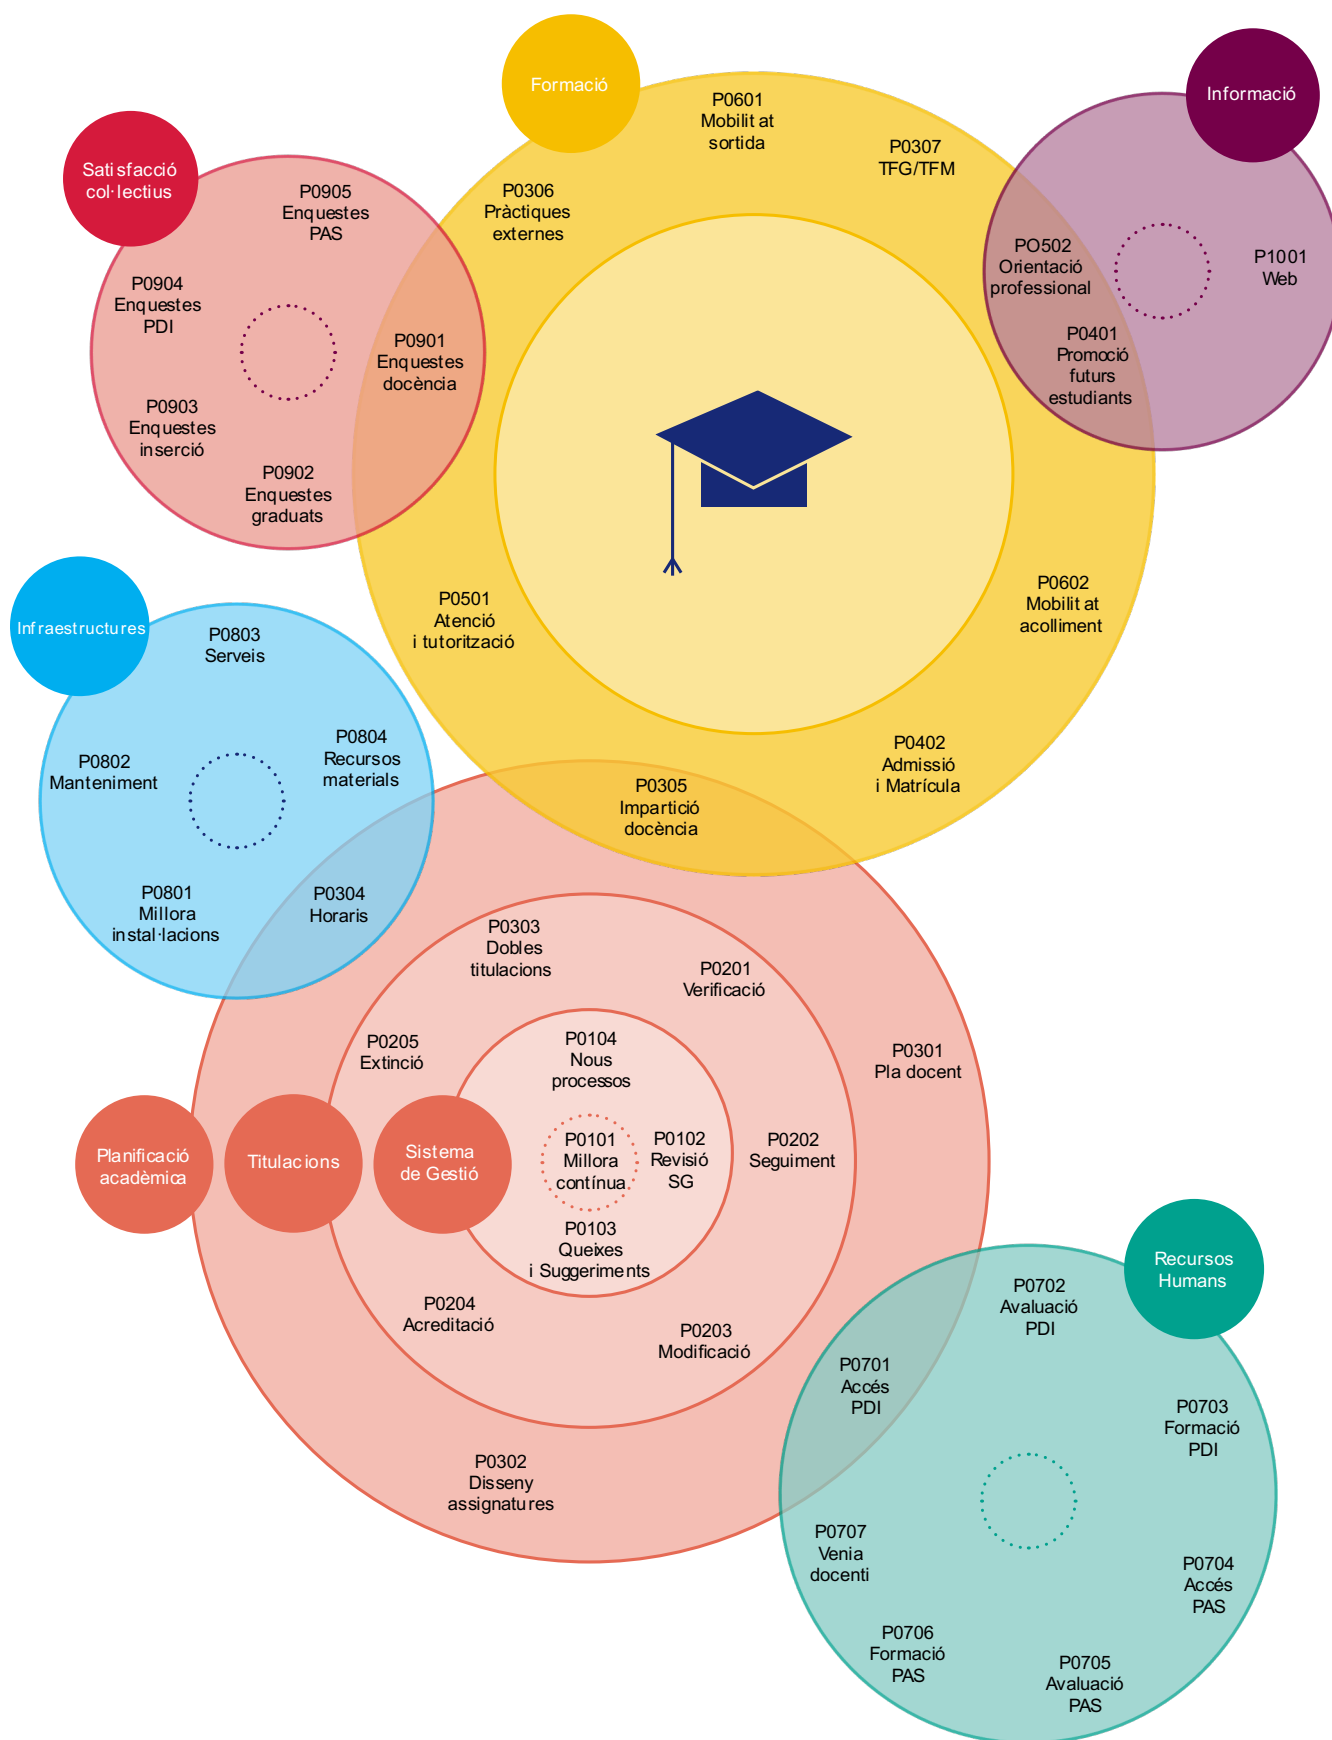 Formació
Informació
Satisfacció
col·lectius
P0601
Mobilitat
sortida
P0307
TFG/TFM
P0306
Pràctiques
externes
P0905
Enquestes
PAS
PO502
Orientació
professional
P1001
Web
P0904
Enquestes
PDI
P0901
Enquestes
docència
P0401
Promoció
futurs
estudiants
P0903
Enquestes
inserció
P0902
Enquestes
graduats
P0501
Atenció
i tutorització
P0602
Mobilitat
acolliment
Infraestructures
P0803
Serveis
P0804
Recursos
materials
P0802
Manteniment
P0402
Admissió
i Matrícula
P0305
Impartició
docència
P0801
Millora
instal·lacions
P0304
Horaris
P0303
Dobles
titulacions
P0201
Verificació
P0205
Extinció
P0104
Nous
processos
P0301
Pla docent
Planificació
acadèmica
Titulacions
Sistema
de Gestió
P0101
Millora
contínua
P0102
Revisió
SG
P0202
Seguiment
P0103
Queixes
i Suggeriments
P0204
Acreditació
P0203
Modificació
P0302
Disseny
assignatures
Recursos
Humans
P0702
Avaluació
PDI
P0701
Accés
PDI
P0703
Formació
PDI
P0707
Venia
docenti
P0704
Accés
PAS
P0706
Formació
PAS
P0705
Avaluació
PAS